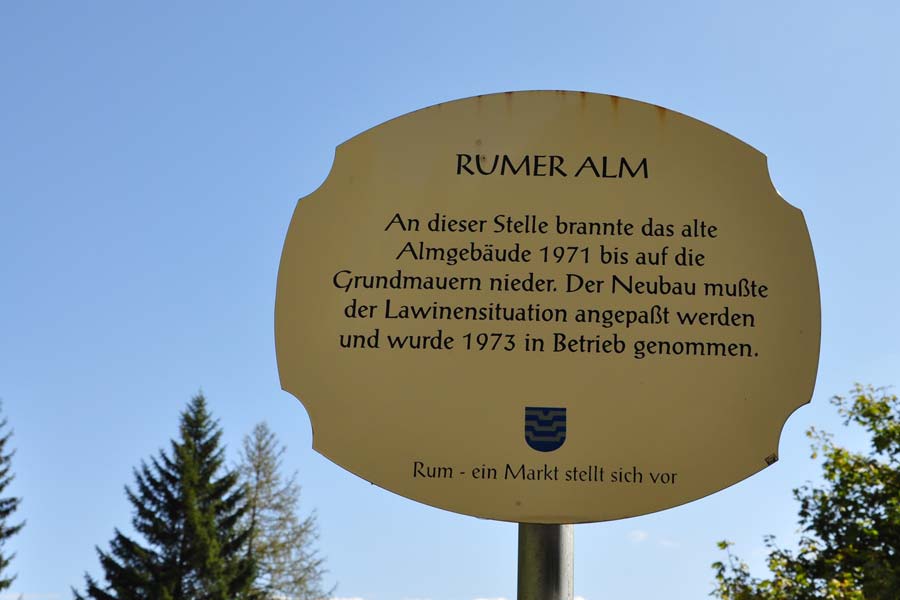 RUMER ALM
An dieser Stelle brannte das alte
Almgebäude 1971 bis auf die
Grundmauern nieder. Der Neubau mußte
der Lawinensituation angepaßt werden
und wurde 1973 in Betrieb genommen.
Rum - ein Markt stellt sich vor